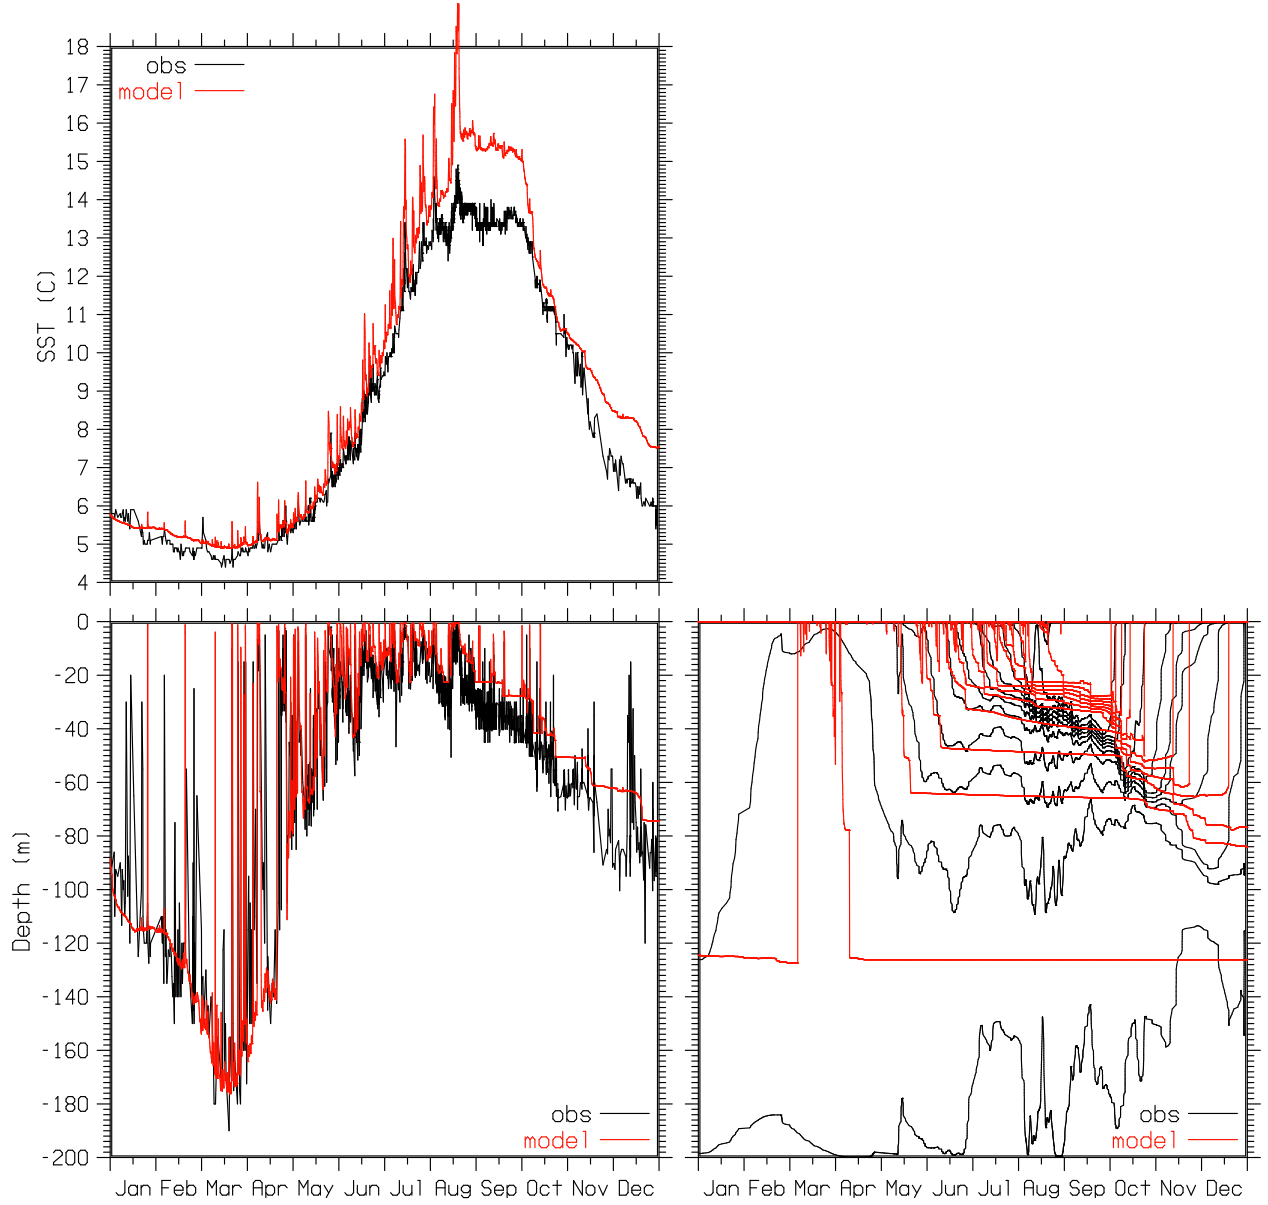 18
17
16
15
14
13
12
11
10
9
8
7
6
5
4
SST (C)
obs
model
-0
-20
-40
-60
-80
-100
-120
-140
-160
-180
-200
Depth (m)
obs
model
Jan Feb Mar Apr May Jun Jul Aug Sep Oct Nov Dec
obs
model
Jan Feb Mar Apr May Jun Jul Aug Sep Oct Nov Dec